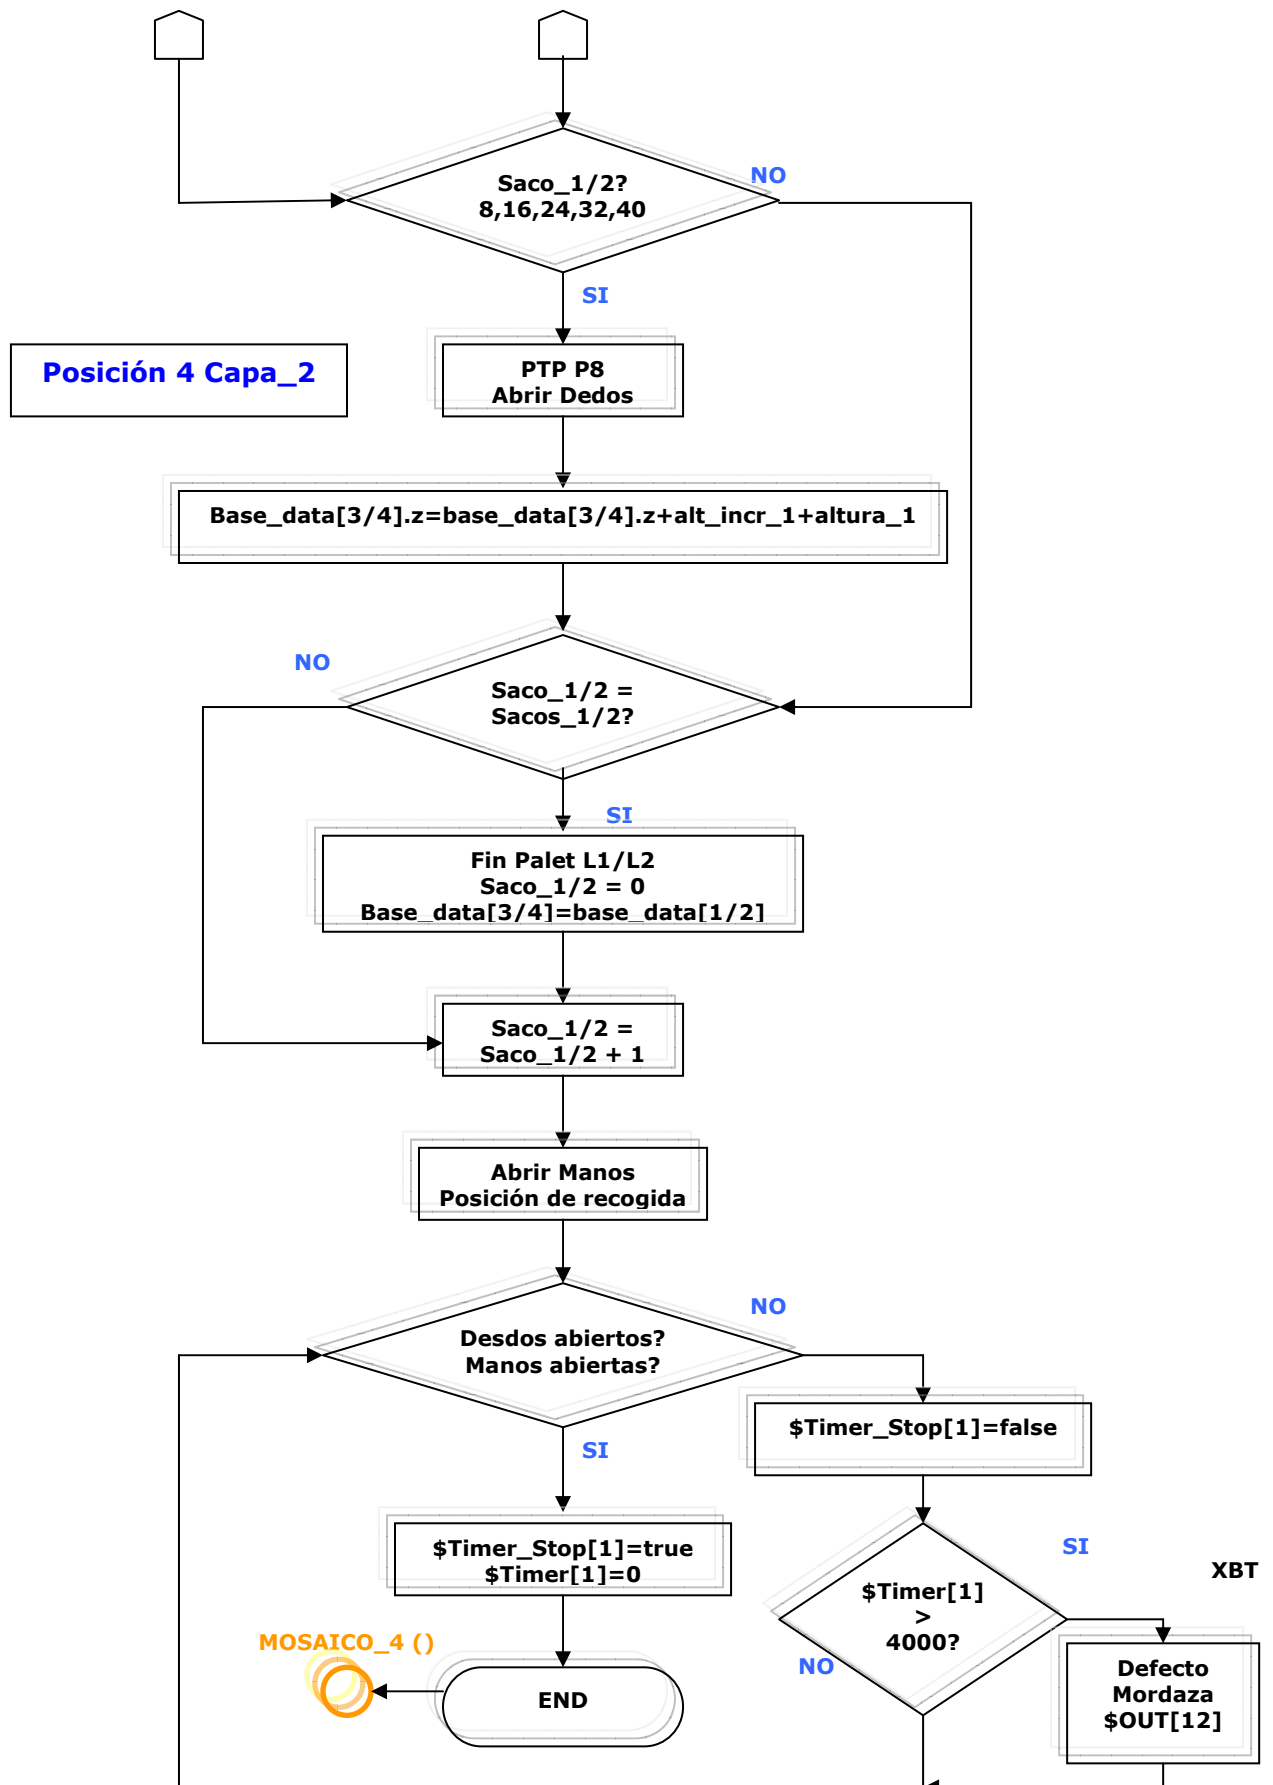 Saco_1/2?
8,16,24,32,40
NO
SI
Posición 4 Capa_2
PTP P8
Abrir Dedos
Base_data[3/4].z=base_data[3/4].z+alt_incr_1+altura_1
NO
Saco_1/2 =
Sacos_1/2?
SI
Fin Palet L1/L2
Saco_1/2 = 0
Base_data[3/4]=base_data[1/2]
Saco_1/2 =
Saco_1/2 + 1
Abrir Manos
Posición de recogida
NO
Desdos abiertos?
Manos abiertas?
$Timer_Stop[1]=false
SI
$Timer_Stop[1]=true
$Timer[1]=0
SI
XBT
$Timer[1]
>
4000?
MOSAICO_4 ()
NO
Defecto
Mordaza
$OUT[12]
END